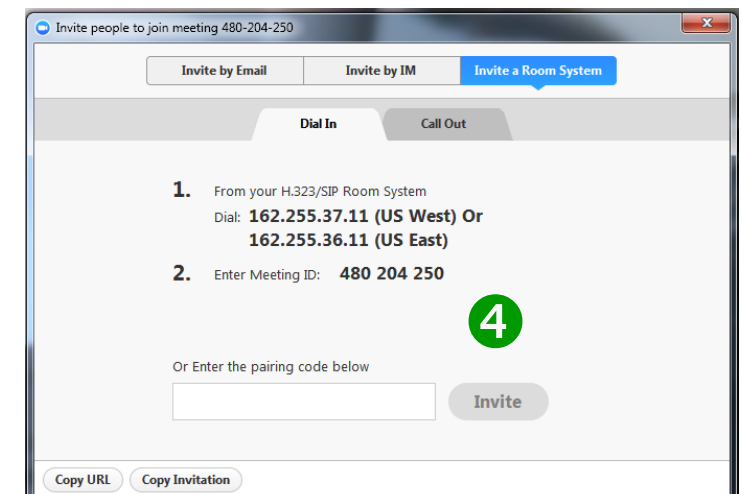 Invite people to join meeting 480-204-250
x
Invite by Email Invite by IM Invite a Room System
Dial In Call Out
1. From your H.323/SIP Room System
Dial: 162.255.37.11 (US West) Or
162.255.36.11 (US East)
2. Enter Meeting ID: 480 204 250
4
Or Enter the pairing code below
Invite
Copy URL Copy Invitation